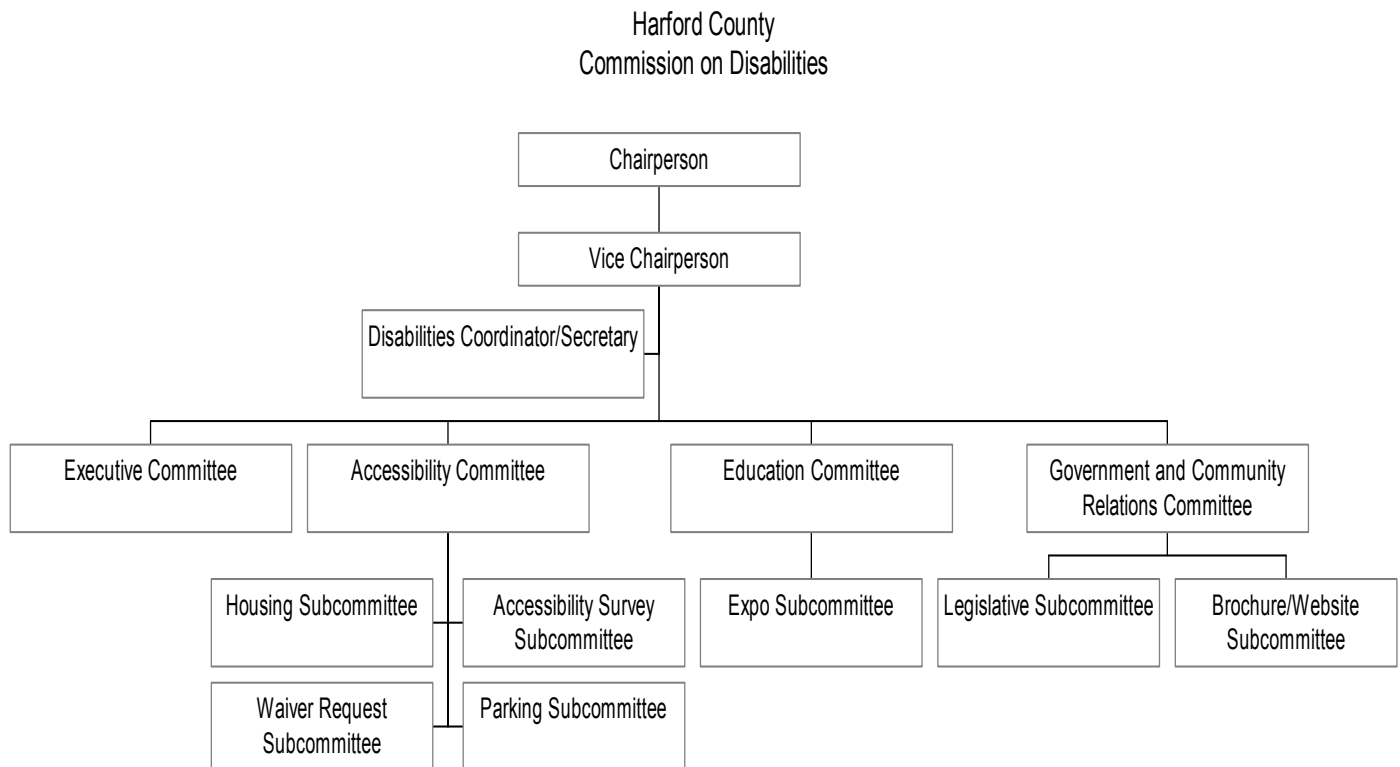 Harford County
Commission on Disabilities
Chairperson
Vice Chairperson
Disabilities Coordinator/Secretary
Executive Committee
Accessibility Committee
Education Committee
Government and Community
Relations Committee
Housing Subcommittee
Accessibility Survey
Subcommittee
Expo Subcommittee
Legislative Subcommittee
Brochure/Website
Subcommittee
Waiver Request
Subcommittee
Parking Subcommittee